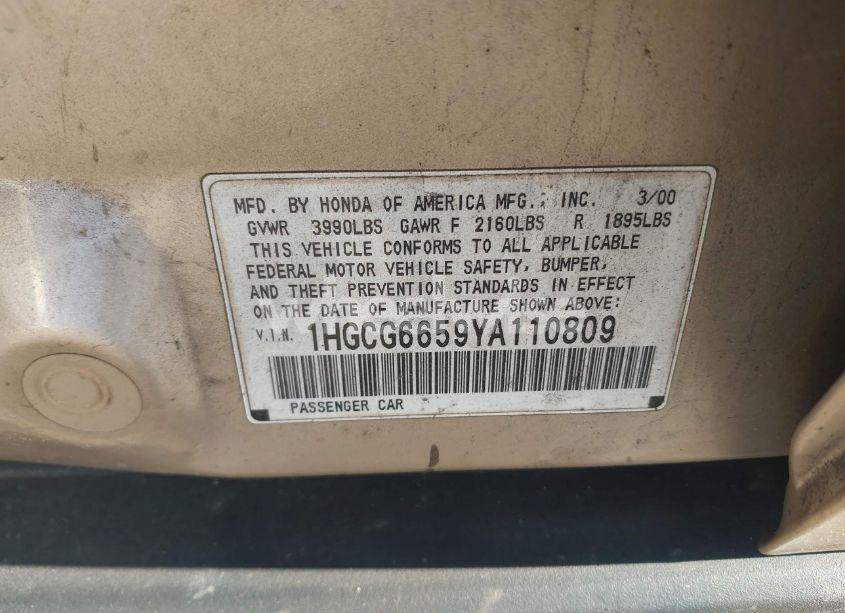 MFD. BY HONDA OF AMERICA MFG., INC. 3/00
GVWR 3990LBS GAWR F 2160LBS R 1895LBS
THIS VEHICLE CONFORMS TO ALL APPLICABLE
FEDERAL MOTOR VEHICLE SAFETY, BUMPER,
AND THEFT PREVENTION STANDARDS IN EFFECT
ON THE DATE OF MANUFACTURE SHOWN ABOVE:
V.I.N. 1HGCG6659YA110809
PASSENGER CAR